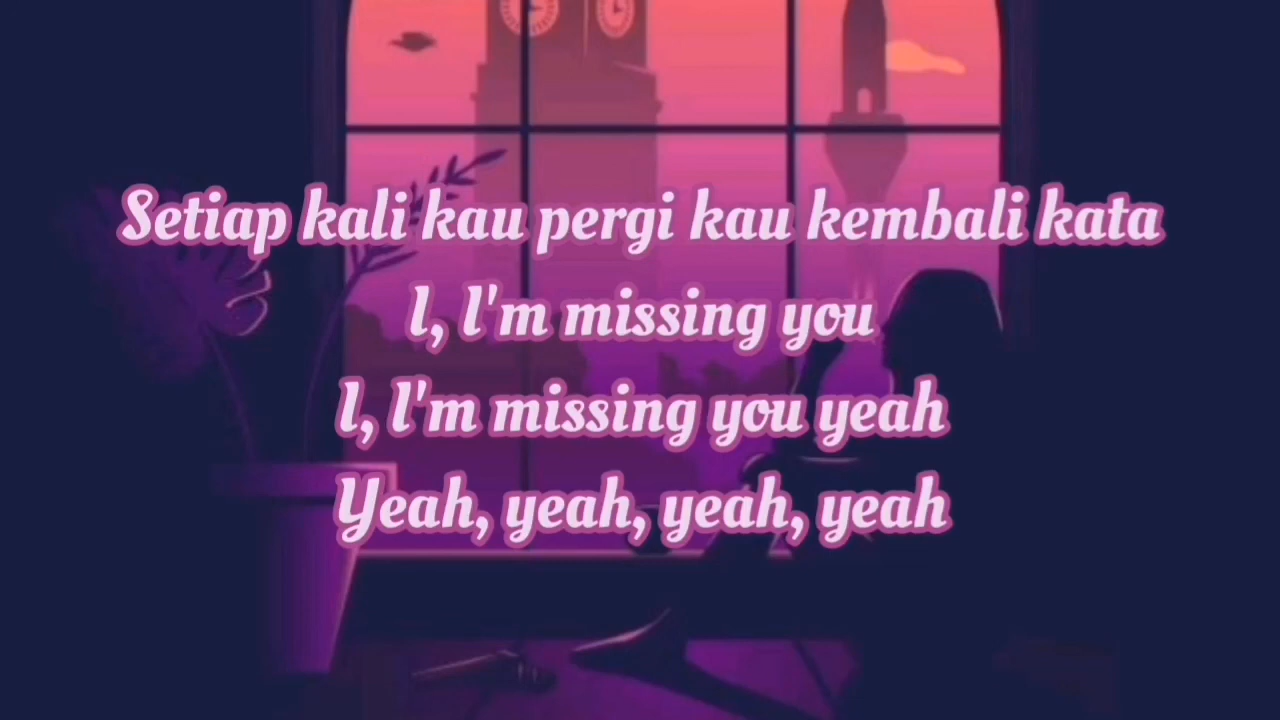 Setiap kali kau pergi kau kembali kata
I, I'm missing you
I, I'm missing you yeah
Yeah, yeah, yeah, yeah